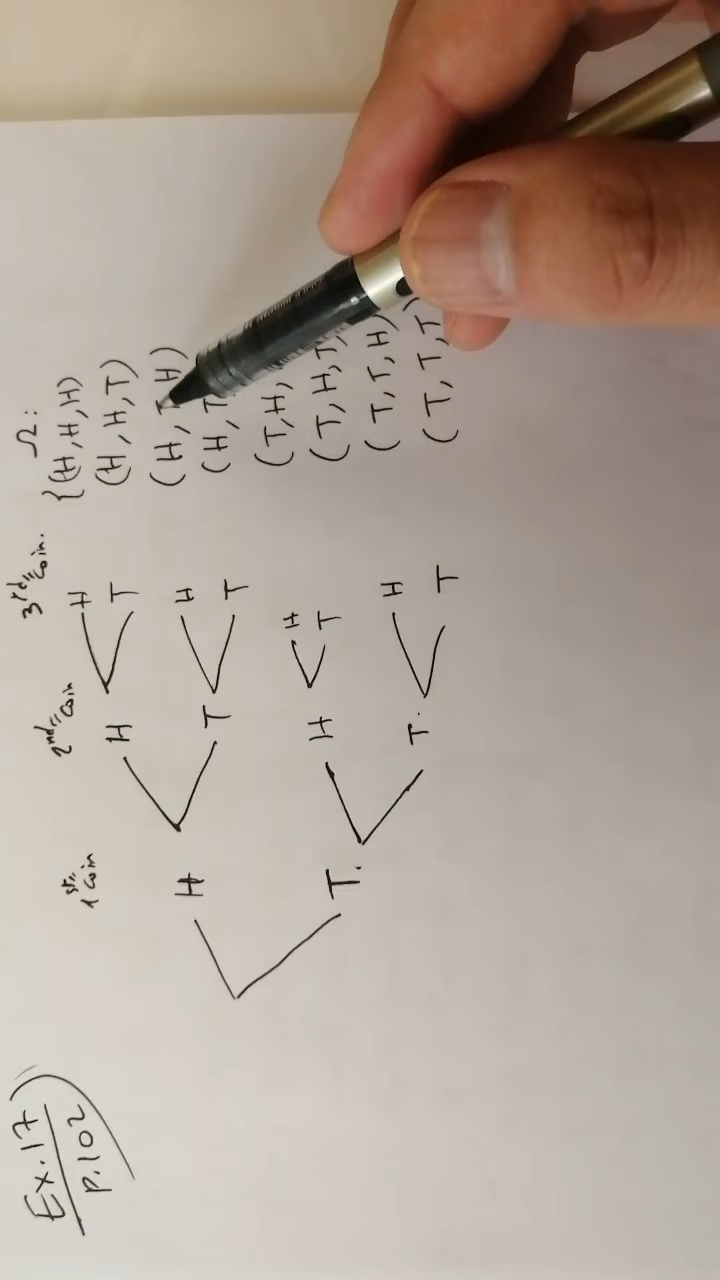 Ex.17)
p.102
1st coin 2nd coin 3rd coin. Ω:
H H H {(H,H,H)
T (H,H,T)
T H (H,T,H)
T (H,T
T. H H (T,H,
T (T,H,T
T. H (T,T,H)
T (T,T,T)